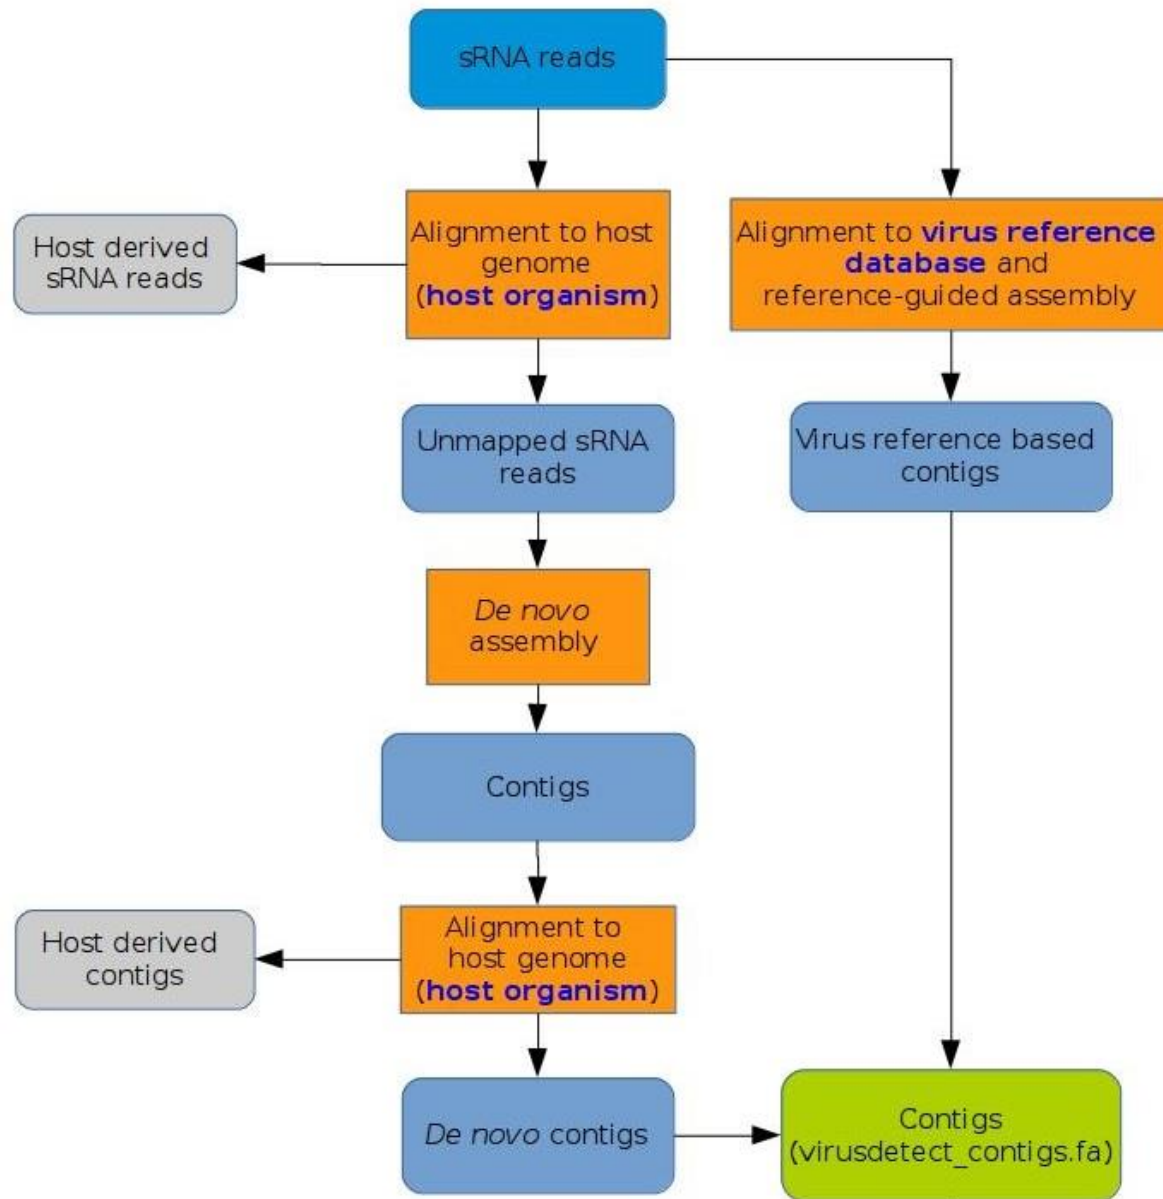 sRNA reads
Host derived
sRNA reads
Alignment to host
genome
(host organism)
Alignment to virus reference
database and
reference-guided assembly
Unmapped sRNA
reads
Virus reference based
contigs
De novo
assembly
Contigs
Host derived
contigs
Alignment to
host genome
(host organism)
De novo contigs
Contigs
(virusdetect_contigs.fa)